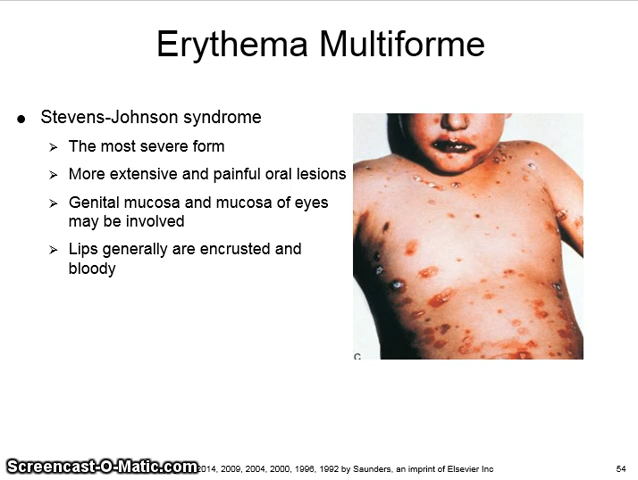 Erythema Multiforme
● Stevens-Johnson syndrome
➢ The most severe form
➢ More extensive and painful oral lesions
➢ Genital mucosa and mucosa of eyes
may be involved
➢ Lips generally are encrusted and
bloody
C
Screencast-O-Matic.com 2014, 2009, 2004, 2000, 1996, 1992 by Saunders, an imprint of Elsevier Inc
54